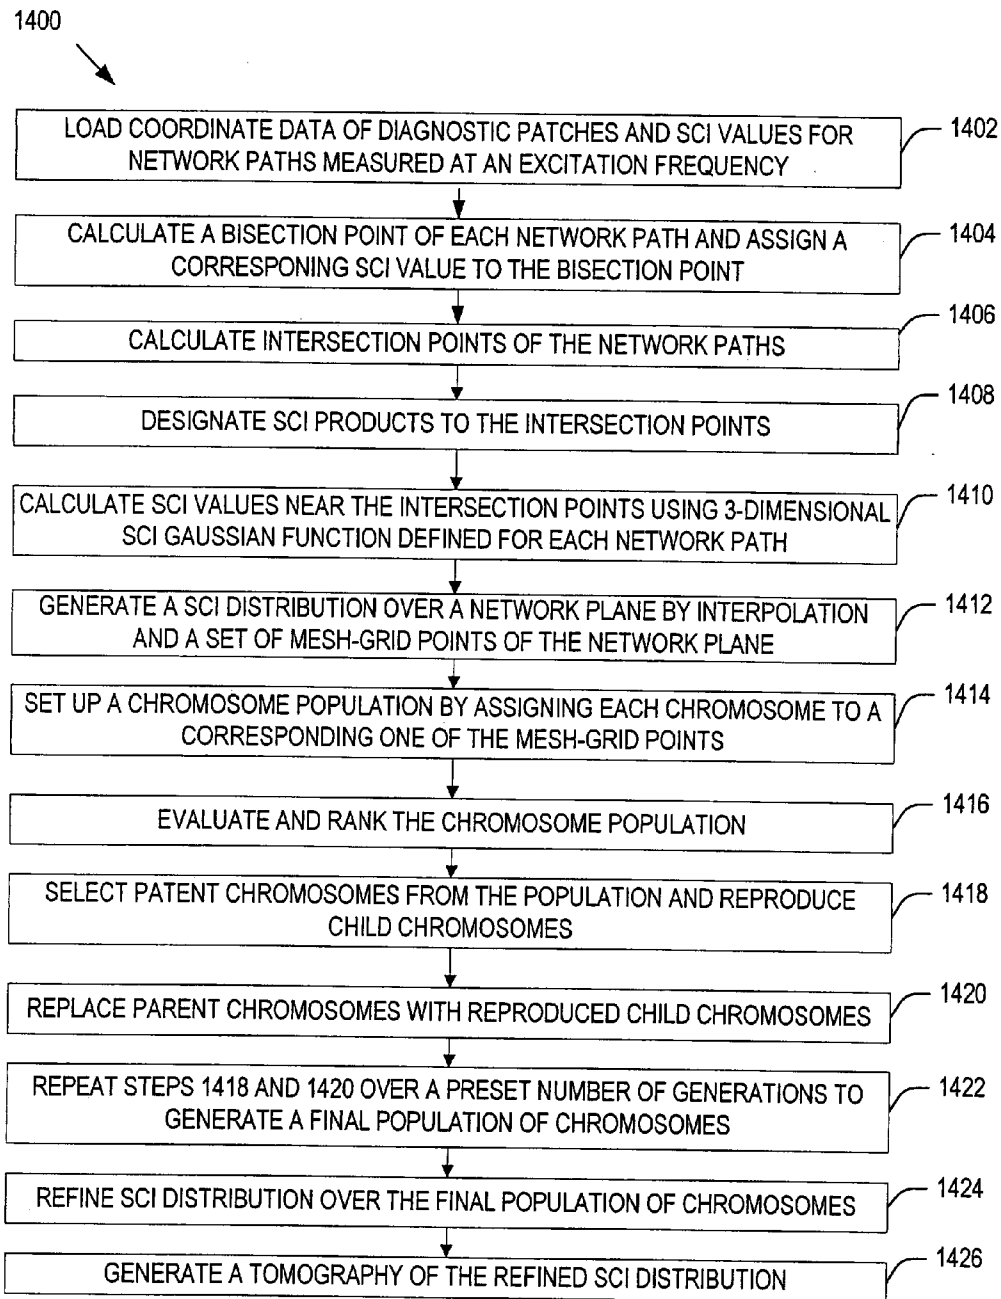 1400
LOAD COORDINATE DATA OF DIAGNOSTIC PATCHES AND SCI VALUES FOR
NETWORK PATHS MEASURED AT AN EXCITATION FREQUENCY
1402
CALCULATE A BISECTION POINT OF EACH NETWORK PATH AND ASSIGN A
CORRESPONING SCI VALUE TO THE BISECTION POINT
1404
CALCULATE INTERSECTION POINTS OF THE NETWORK PATHS
1406
DESIGNATE SCI PRODUCTS TO THE INTERSECTION POINTS
1408
CALCULATE SCI VALUES NEAR THE INTERSECTION POINTS USING 3-DIMENSIONAL
SCI GAUSSIAN FUNCTION DEFINED FOR EACH NETWORK PATH
1410
GENERATE A SCI DISTRIBUTION OVER A NETWORK PLANE BY INTERPOLATION
AND A SET OF MESH-GRID POINTS OF THE NETWORK PLANE
1412
SET UP A CHROMOSOME POPULATION BY ASSIGNING EACH CHROMOSOME TO A
CORRESPONDING ONE OF THE MESH-GRID POINTS
1414
EVALUATE AND RANK THE CHROMOSOME POPULATION
1416
SELECT PATENT CHROMOSOMES FROM THE POPULATION AND REPRODUCE
CHILD CHROMOSOMES
1418
REPLACE PARENT CHROMOSOMES WITH REPRODUCED CHILD CHROMOSOMES
1420
REPEAT STEPS 1418 AND 1420 OVER A PRESET NUMBER OF GENERATIONS TO
GENERATE A FINAL POPULATION OF CHROMOSOMES
1422
REFINE SCI DISTRIBUTION OVER THE FINAL POPULATION OF CHROMOSOMES
1424
GENERATE A TOMOGRAPHY OF THE REFINED SCI DISTRIBUTION
1426